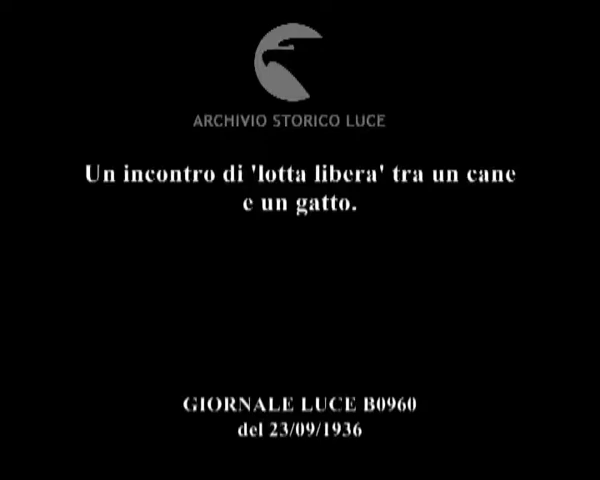 ARCHIVIO STORICO LUCE
Un incontro di 'lotta libera' tra un cane
e un gatto.
GIORNALE LUCE B0960
del 23/09/1936